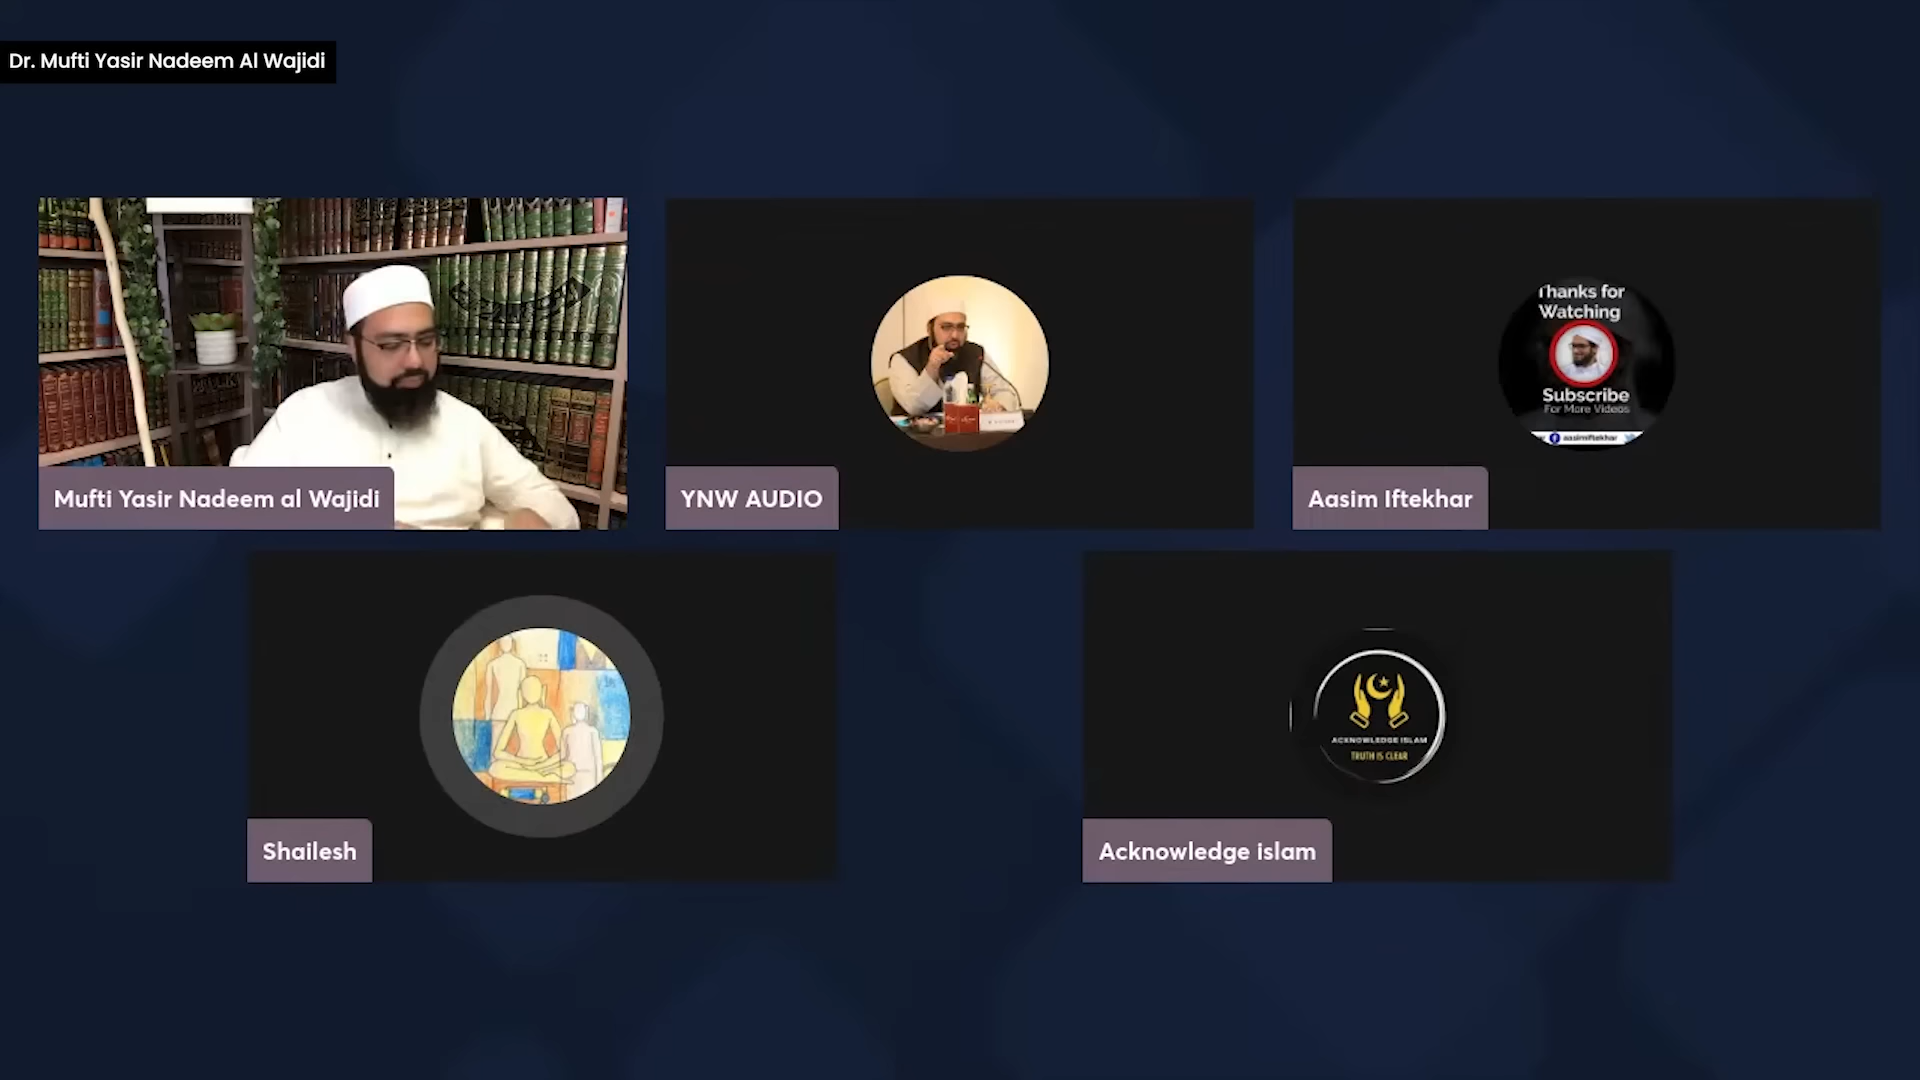 Dr. Mufti Yasir Nadeem Al Wajidi
Mufti Yasir Nadeem al Wajidi
YNW AUDIO
Thanks for
Watching
Subscribe
For More Videos
aasimiftekhar
Aasim Iftekhar
Shailesh
ACKNOWLEDGE ISLAM
TRUTH IS CLEAR
Acknowledge islam